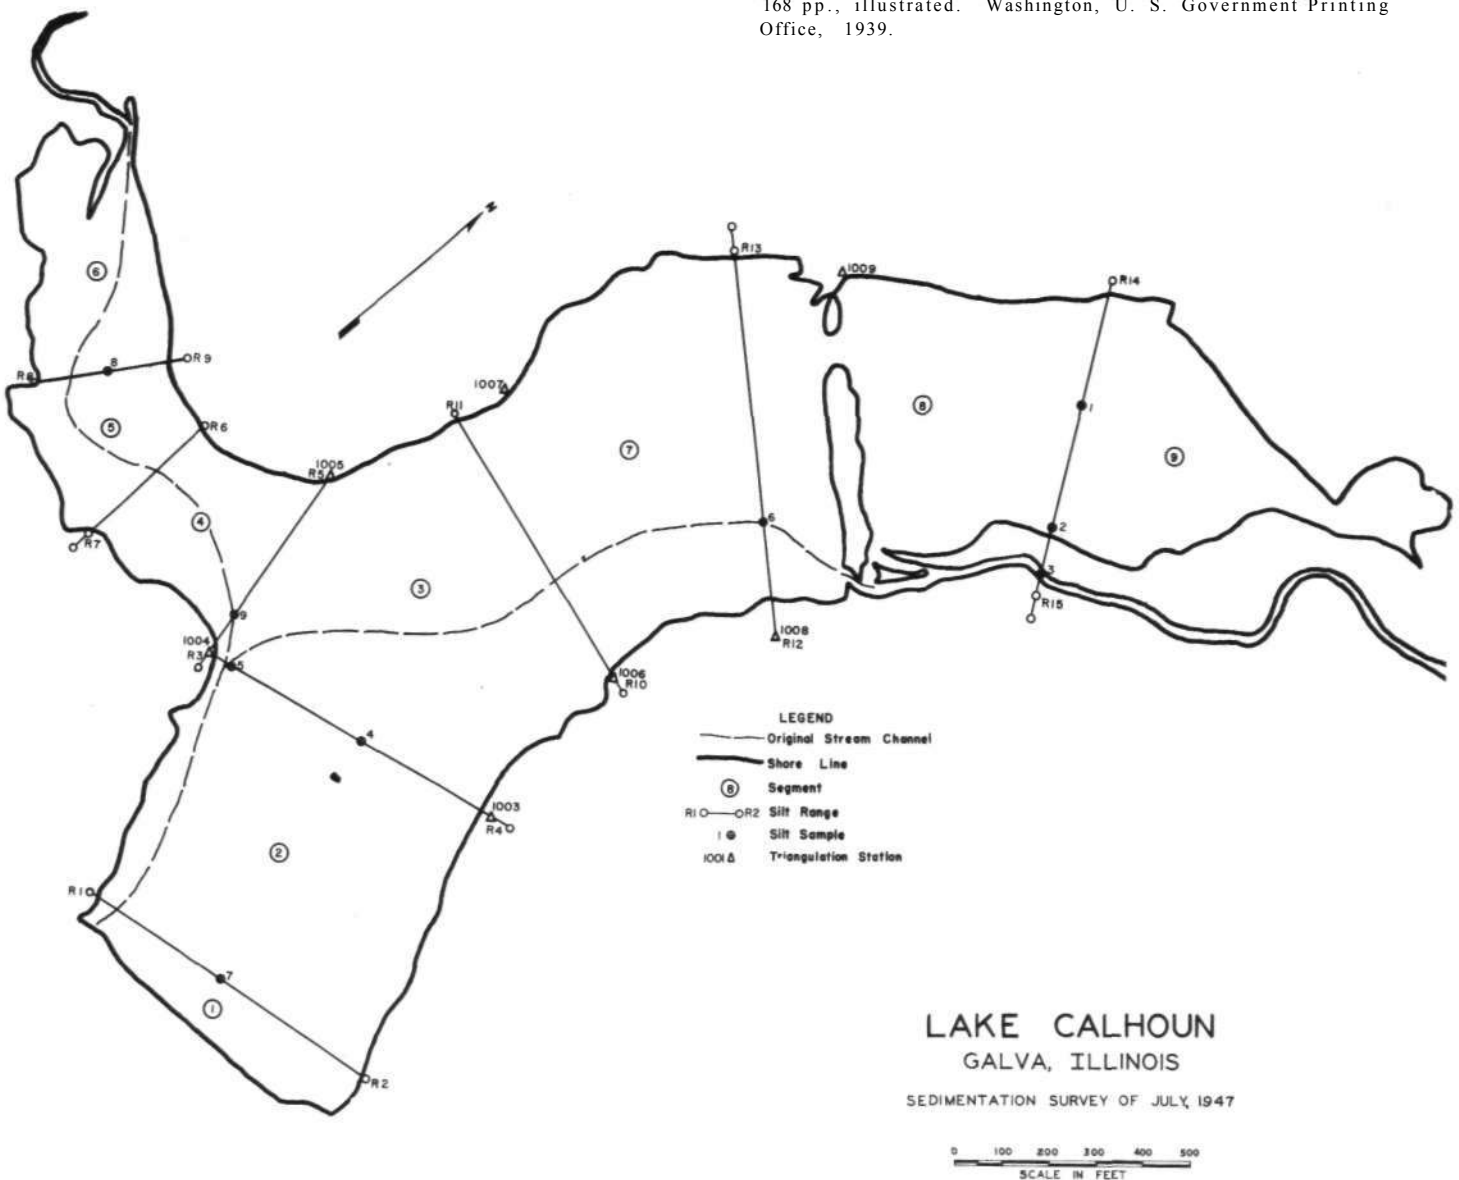 168 pp., illustrated. Washington, U. S. Government Printing
Office, 1939.
N
R13
1009
R14
6
8
R8
R9
1007
R11
8
1
5
R6
1005
R5
7
9
4
6
2
R7
3
3
R15
9
1004
R3
5
1008
R12
1006
R10
4
LEGEND
Original Stream Channel
Shore Line
8 Segment
R1 R2 Silt Range
1 Silt Sample
1001 Triangulation Station
1003
R4
2
R1
7
1
R2
LAKE CALHOUN
GALVA, ILLINOIS
SEDIMENTATION SURVEY OF JULY, 1947
0 100 200 300 400 500
SCALE IN FEET